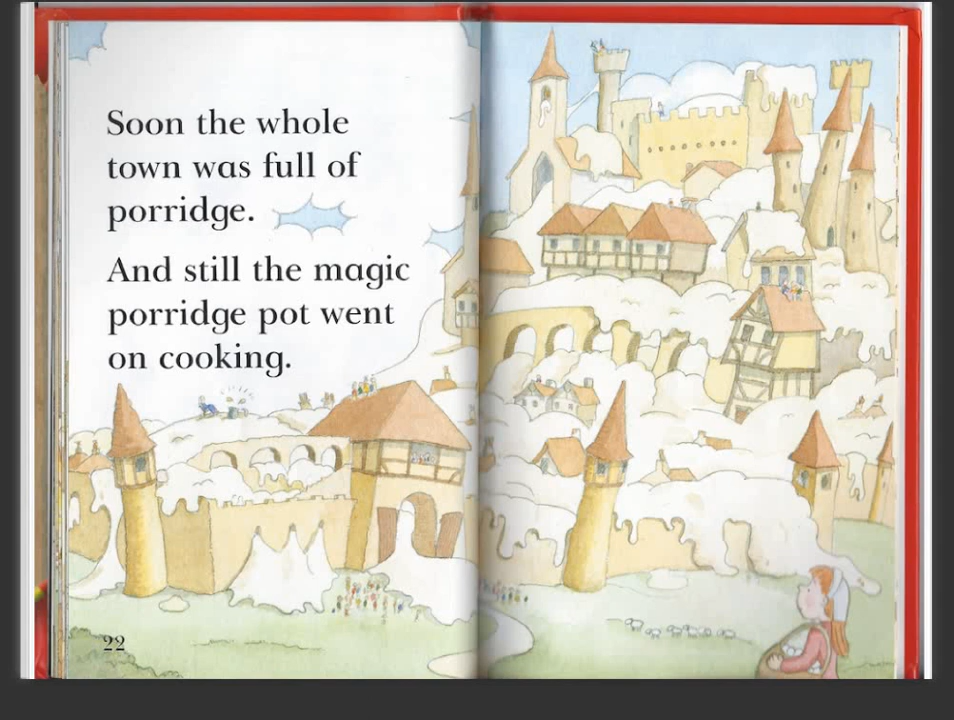 Soon the whole
town was full of
porridge.
And still the magic
porridge pot went
on cooking.
22